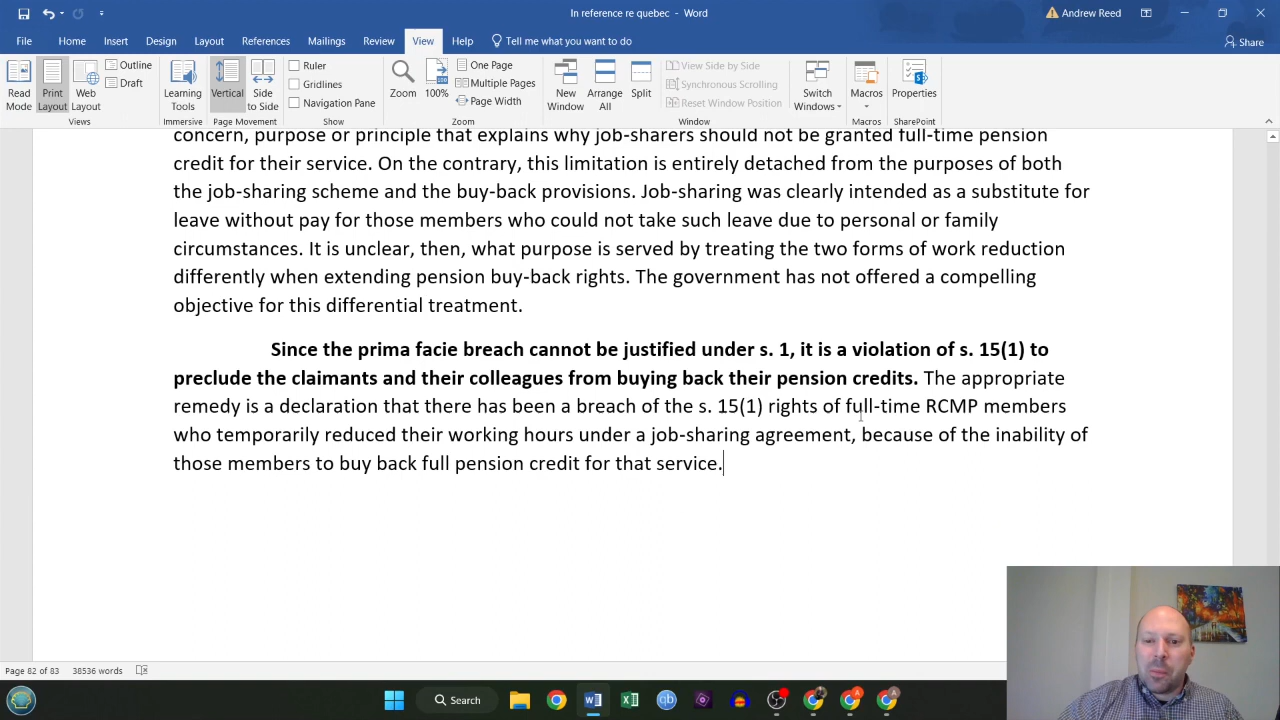 In reference re quebec - Word
Andrew Reed
File Home Insert Design Layout References Mailings Review View Help Tell me what you want to do
Share
Read Mode
Print Layout
Web Layout
Outline
Draft
Views
Learning Tools
Immersive
Vertical
Side to Side
Page Movement
Ruler
Gridlines
Navigation Pane
Show
Zoom
100%
One Page
Multiple Pages
Page Width
Zoom
New Window
Arrange All
Split
View Side by Side
Synchronous Scrolling
Reset Window Position
Window
Switch Windows
Macros
Macros
Properties
SharePoint
concern, purpose or principle that explains why job-sharers should not be granted full-time pension
credit for their service. On the contrary, this limitation is entirely detached from the purposes of both
the job-sharing scheme and the buy-back provisions. Job-sharing was clearly intended as a substitute for
leave without pay for those members who could not take such leave due to personal or family
circumstances. It is unclear, then, what purpose is served by treating the two forms of work reduction
differently when extending pension buy-back rights. The government has not offered a compelling
objective for this differential treatment.
Since the prima facie breach cannot be justified under s. 1, it is a violation of s. 15(1) to
preclude the claimants and their colleagues from buying back their pension credits. The appropriate
remedy is a declaration that there has been a breach of the s. 15(1) rights of full-time RCMP members
who temporarily reduced their working hours under a job-sharing agreement, because of the inability of
those members to buy back full pension credit for that service.
Page 82 of 83 38536 words
Search